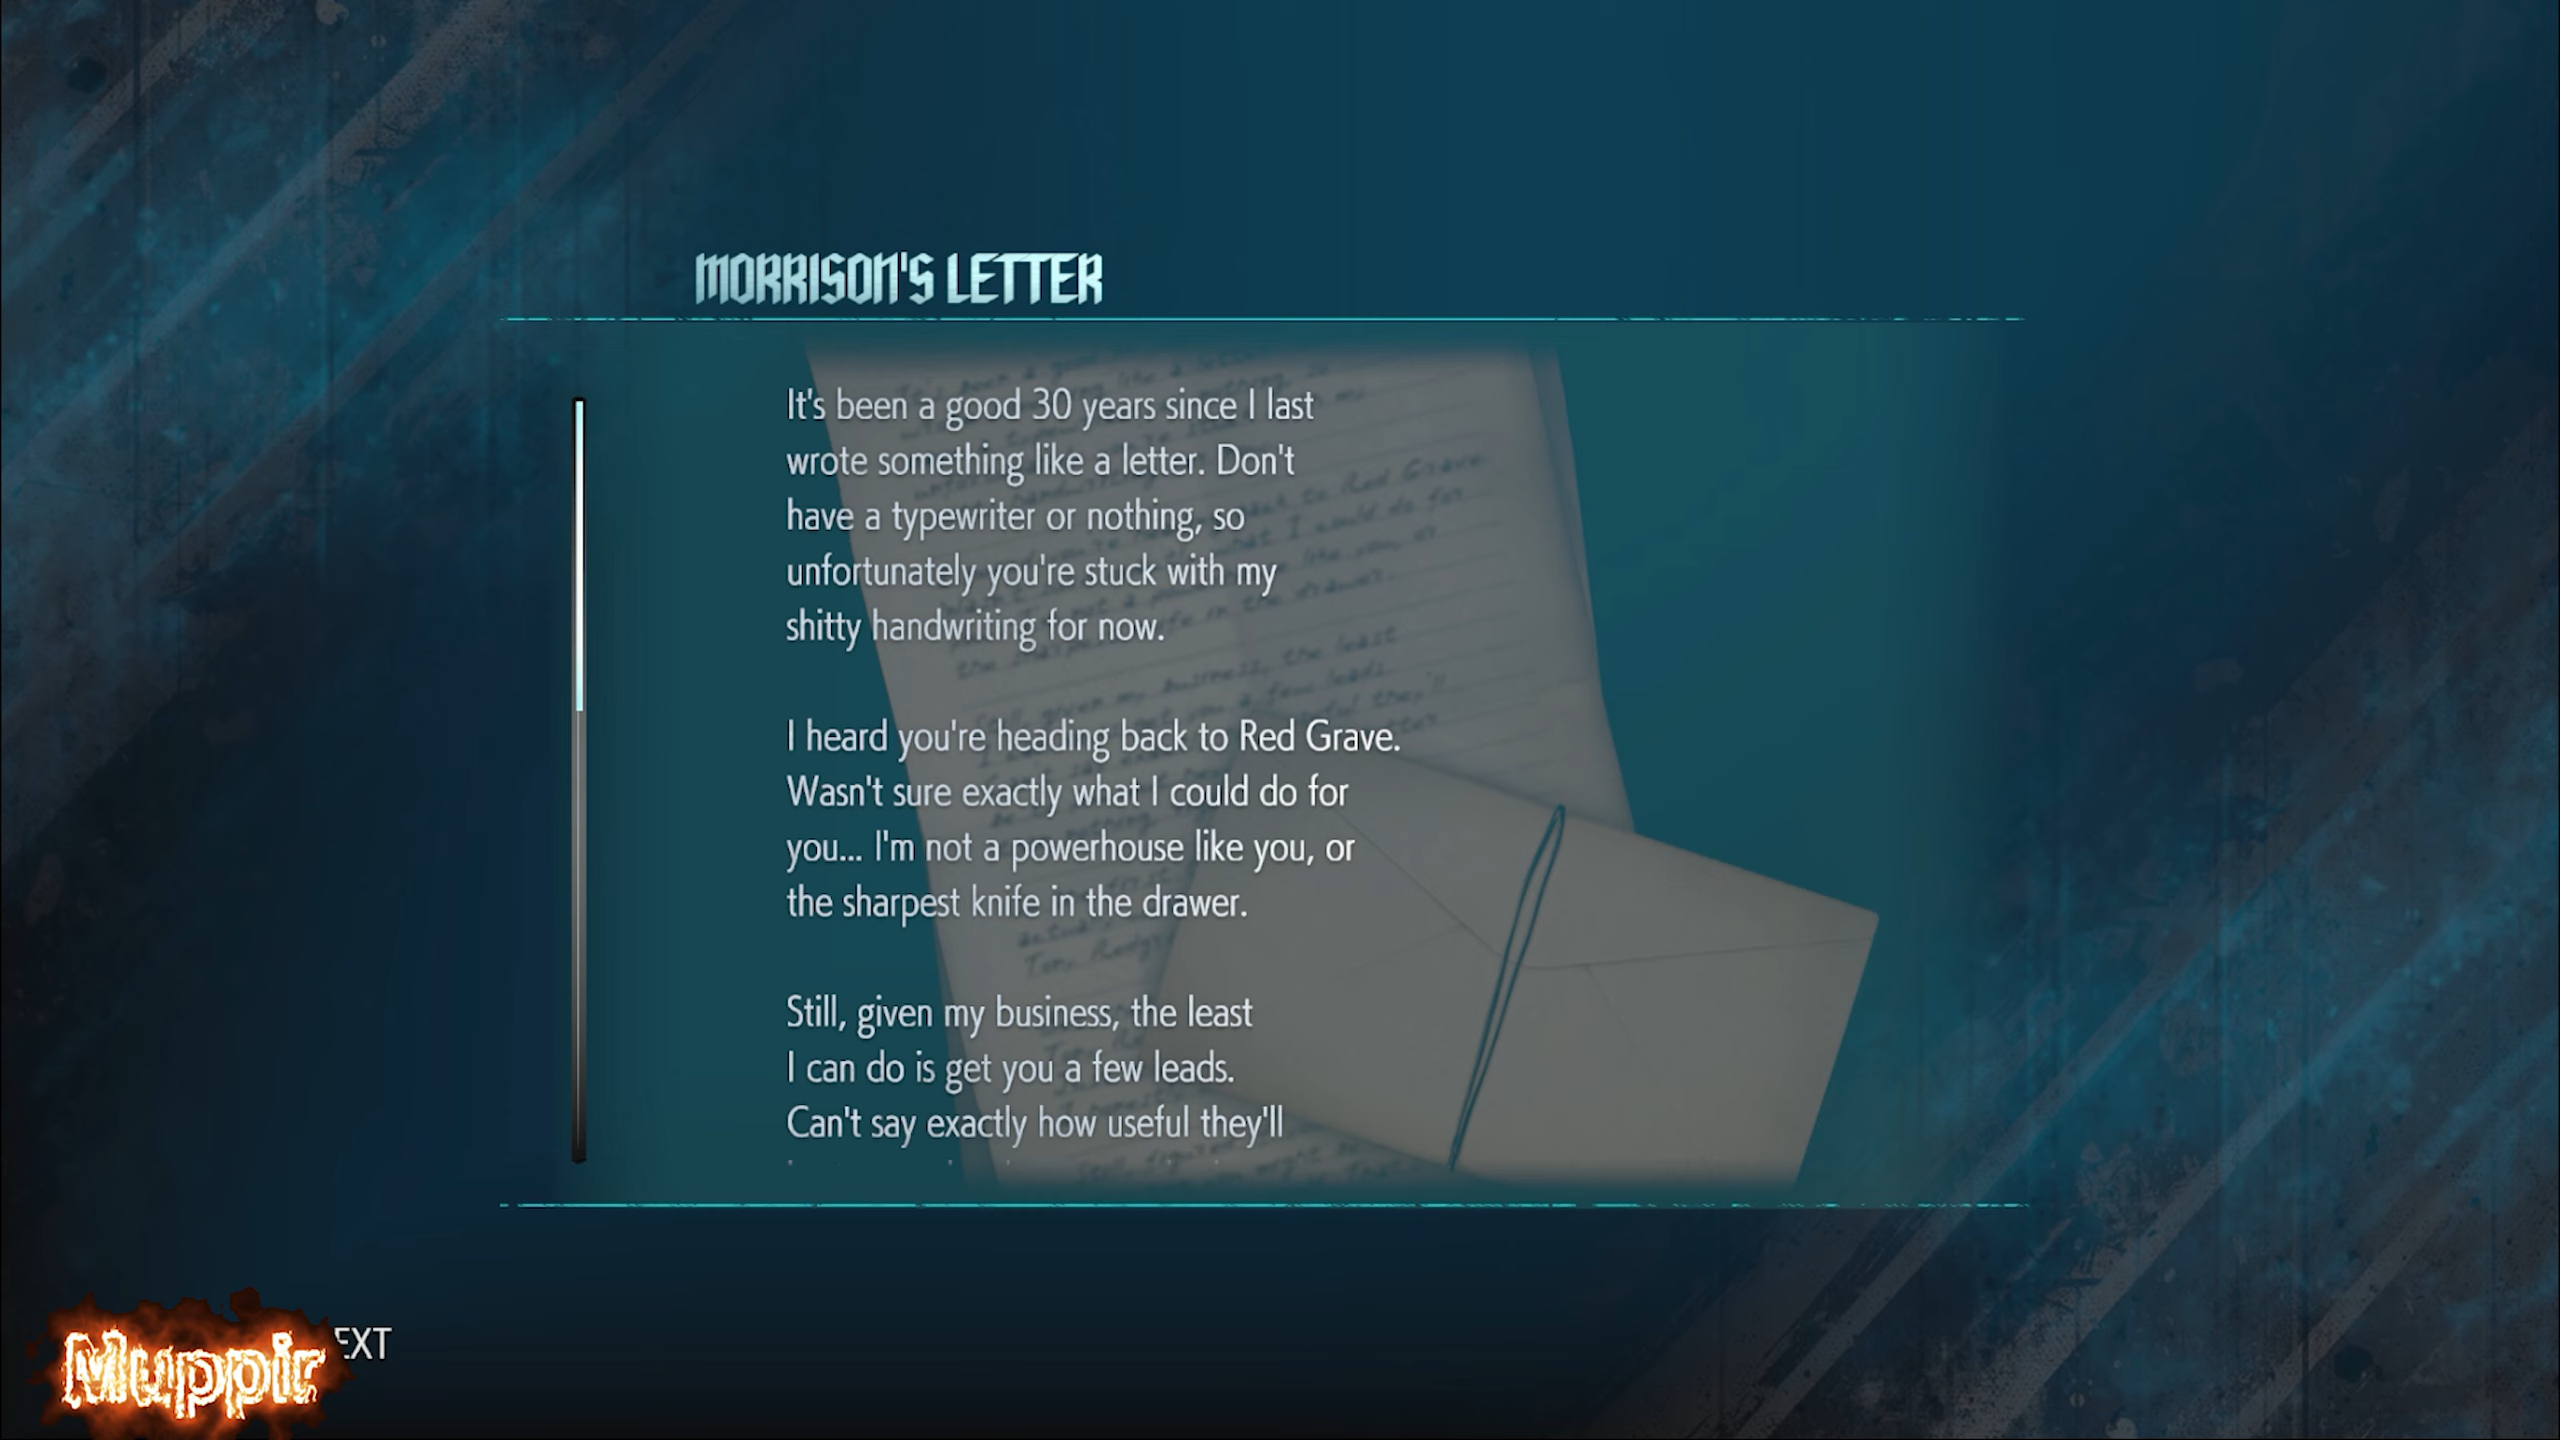 MORRISON'S LETTER
It's been a good 30 years since I last
wrote something like a letter. Don't
have a typewriter or nothing, so
unfortunately you're stuck with my
shitty handwriting for now.
I heard you're heading back to Red Grave.
Wasn't sure exactly what I could do for
you... I'm not a powerhouse like you, or
the sharpest knife in the drawer.
Still, given my business, the least
I can do is get you a few leads.
Can't say exactly how useful they'll
EXT
Muppir